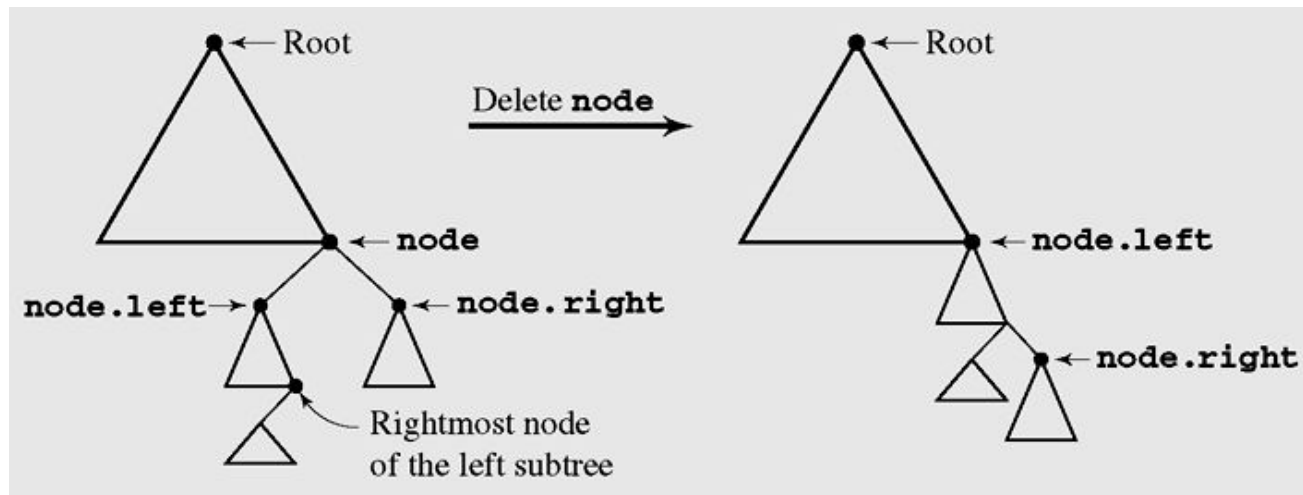 Root
Root
Delete node
node
node.left
node.left
node.right
node.right
Rightmost node
of the left subtree